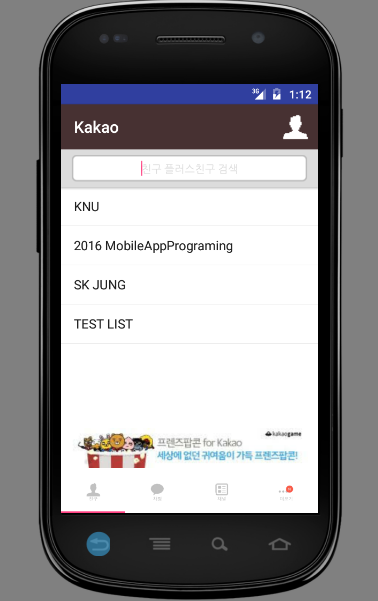 3G 1:12
Kakao
친구 플러스친구 검색
KNU
2016 MobileAppPrograming
SK JUNG
TEST LIST
kakaogame
프렌즈팝콘 for Kakao
세상에 없던 귀여움이 가득 프렌즈팝콘!